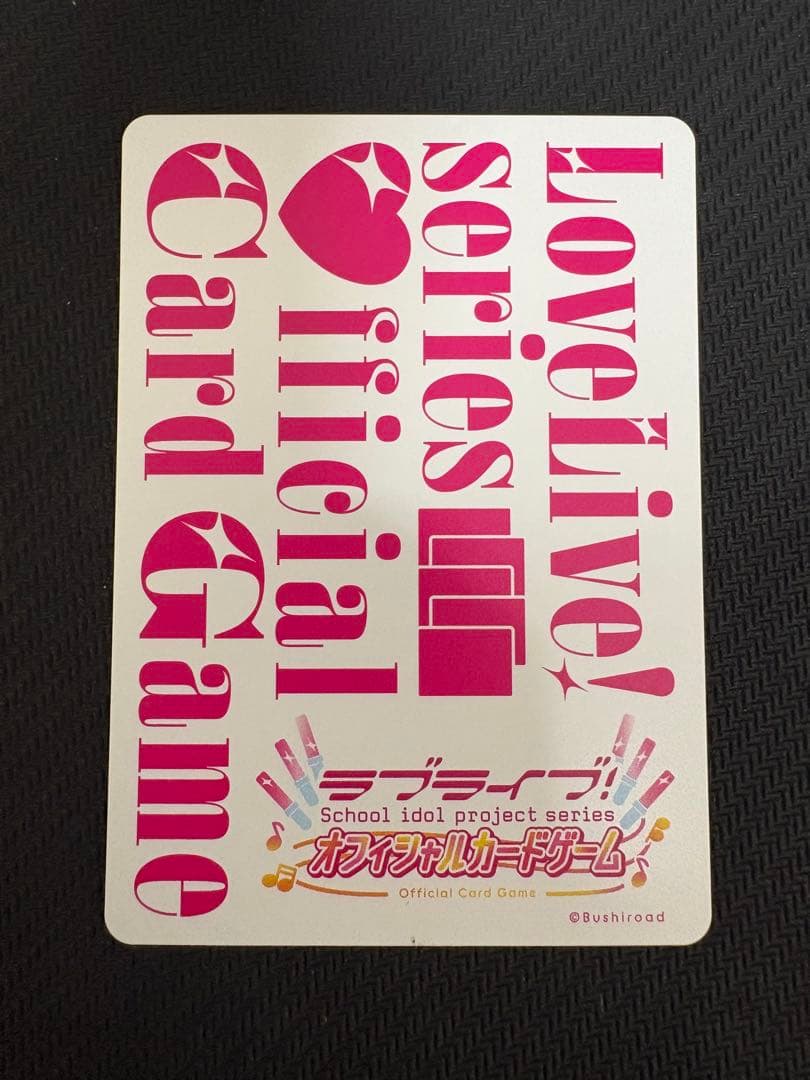 LoveLive!
series
Official
Card Game
ラブライブ!
School idol project series
オフィシャルカードゲーム
Official Card Game
©Bushiroad